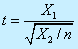 t = X₁ / √(X₂ / n)